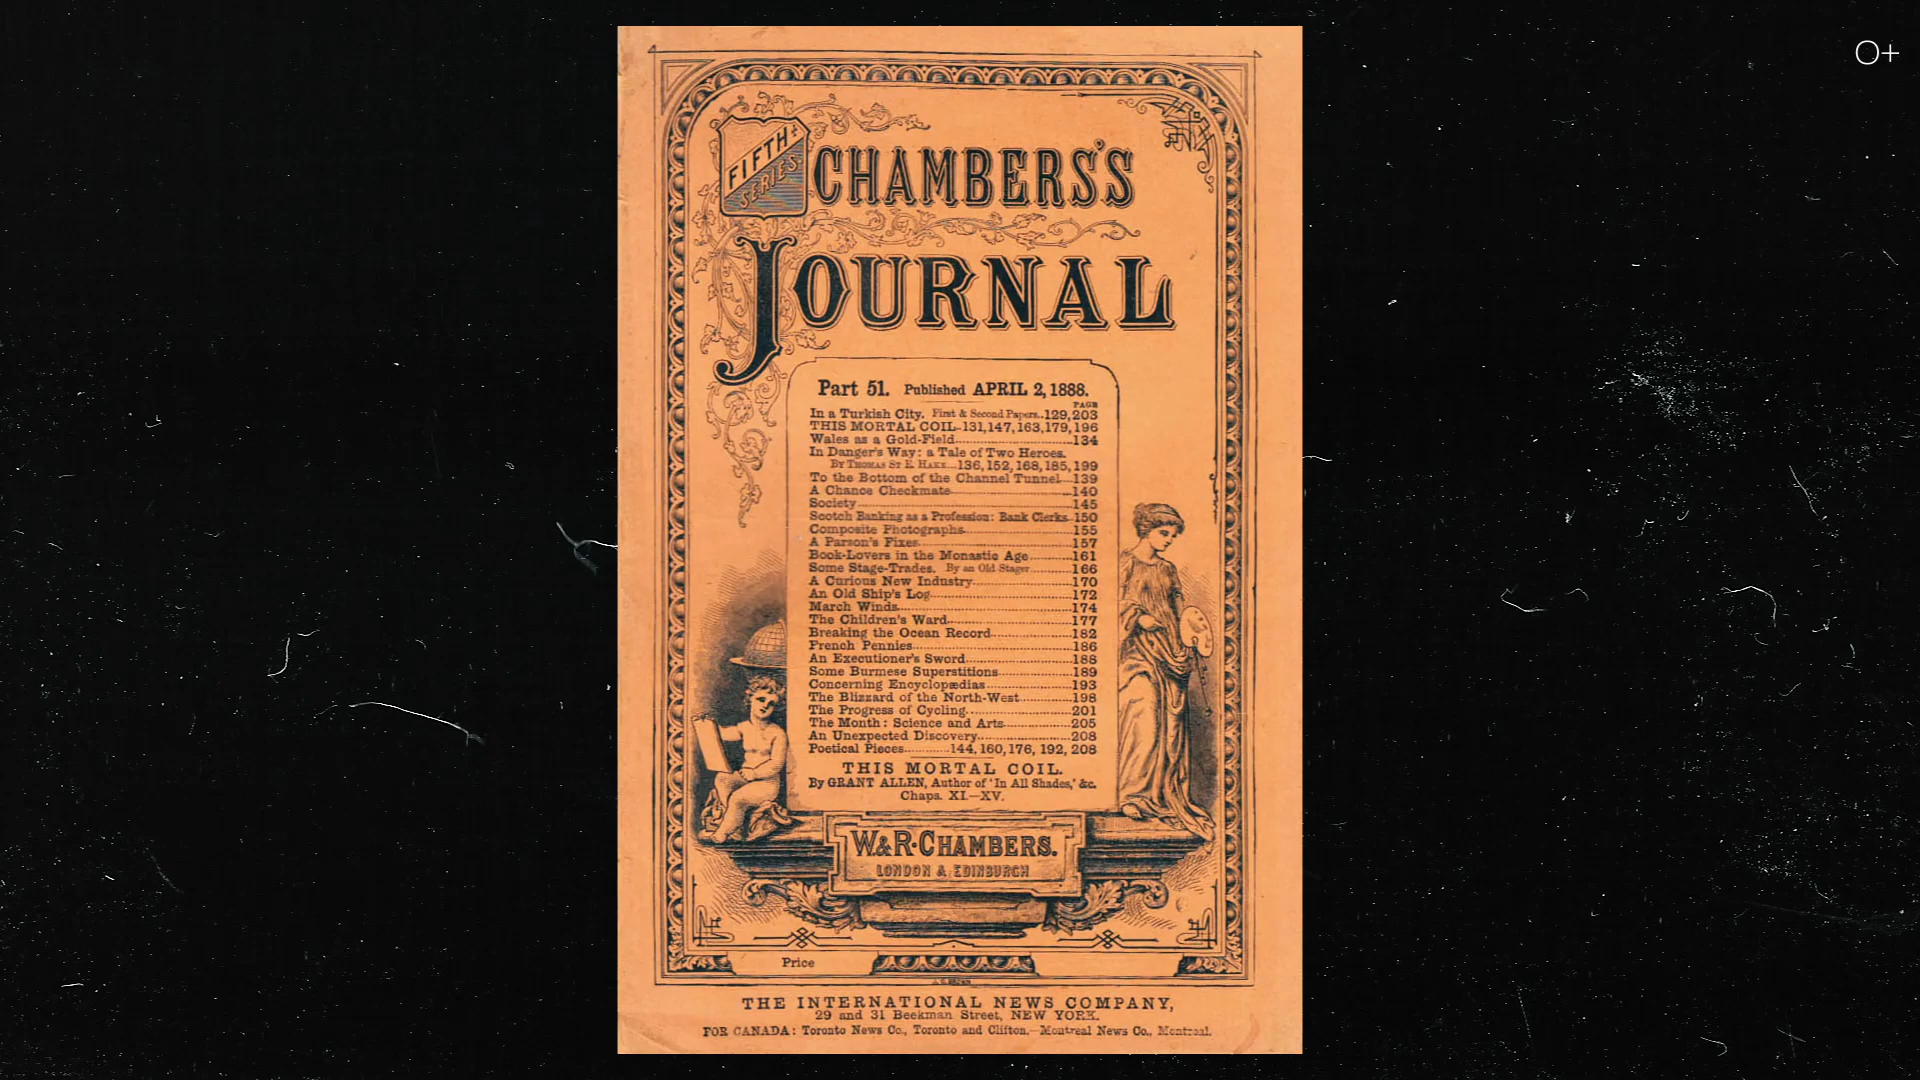 O+
FIFTH
SERIES
CHAMBERS'S
JOURNAL
Part 51. Published APRIL 2, 1888.
PAGE
In a Turkish City. First & Second Papers..129, 203
THIS MORTAL COIL..131, 147, 163, 179, 196
Wales as a Gold-Field..........134
In Danger's Way: a Tale of Two Heroes.
BY THOMAS ST E. HAKE...136, 152, 168, 185, 199
To the Bottom of the Channel Tunnel...139
A Chance Checkmate..........140
Society..........145
Scotch Banking as a Profession: Bank Clerks..150
Composite Photographs..........155
A Parson's Fixes..........157
Book-Lovers in the Monastic Age..........161
Some Stage-Trades. By an Old Stager..........166
A Curious New Industry..........170
An Old Ship's Log..........172
March Winds..........174
The Children's Ward..........177
Breaking the Ocean Record..........182
French Pennies..........186
An Executioner's Sword..........188
Some Burmese Superstitions..........189
Concerning Encyclopædias..........193
The Blizzard of the North-West..........198
The Progress of Cycling..........201
The Month: Science and Arts..........205
An Unexpected Discovery..........208
Poetical Pieces..........144, 160, 176, 192, 208
THIS MORTAL COIL.
By GRANT ALLEN, Author of 'In All Shades,' &c.
Chaps. XI.—XV.
W. & R. CHAMBERS.
LONDON & EDINBURGH
Price
THE INTERNATIONAL NEWS COMPANY,
29 and 31 Beekman Street, NEW YORK.
FOR CANADA: Toronto News Co., Toronto and Clifton.—Montreal News Co., Montreal.